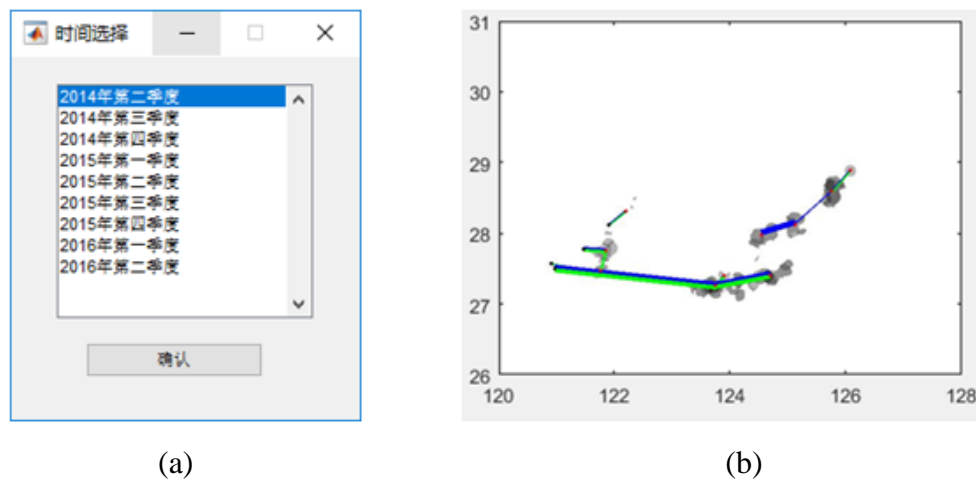 时间选择
2014年第二季度
2014年第三季度
2014年第四季度
2015年第一季度
2015年第二季度
2015年第三季度
2015年第四季度
2016年第一季度
2016年第二季度
确认
31
30
29
28
27
26
120 122 124 126 128
(a) (b)